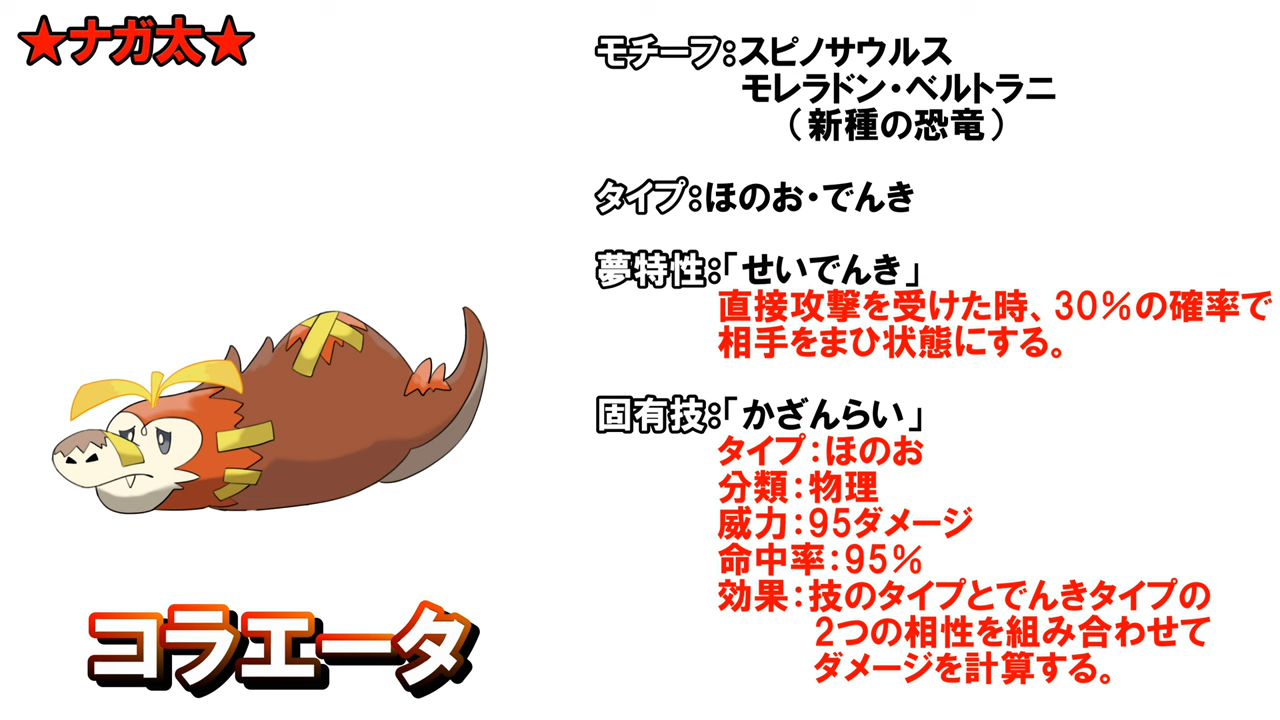 ★ナガ太★
モチーフ:スピノサウルス
モレラドン・ベルトラニ
(新種の恐竜)
タイプ:ほのお・でんき
夢特性:「せいでんき」
直接攻撃を受けた時、30%の確率で
相手をまひ状態にする。
固有技:「かざんらい」
タイプ:ほのお
分類:物理
威力:95ダメージ
命中率:95%
効果:技のタイプとでんきタイプの
2つの相性を組み合わせて
ダメージを計算する。
コラエータ